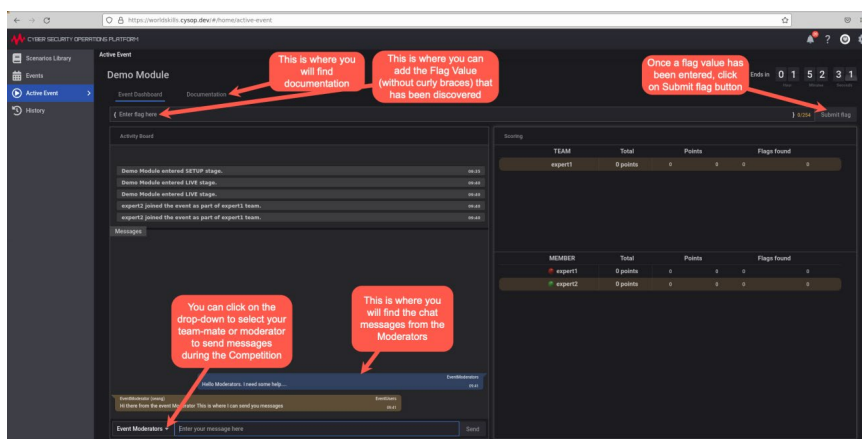 https://worldskills.cysop.dev/#/home/active-event
CYBER SECURITY OPERATIONS PLATFORM
?
Scenarios Library
Events
Active Event
History
Active Event
Demo Module
Event Dashboard
Documentation
This is where you
will find
documentation
This is where you can
add the Flag Value
(without curly braces) that
has been discovered
Once a flag value has
been entered, click
on Submit flag button
Ends in 0 1 5 2 3 1
{ Enter flag here
} 0/254 Submit flag
Activity Board
Demo Module entered SETUP stage.
Demo Module entered LIVE stage.
Demo Module entered LIVE stage.
expert2 joined the event as part of expert1 team.
expert2 joined the event as part of expert1 team.
Messages
You can click on the
drop-down to select your
team-mate or moderator
to send messages
during the Competition
This is where you
will find the chat
messages from the
Moderators
EventModerators
Hello Moderators. I need some help...
Hi there from the event Moderator This is where I can send you messages
Event Moderators
Enter your message here
Send
Scoring
TEAM Total Points Flags found
expert1 0 points 0 0 0 0
MEMBER Total Points Flags found
expert1 0 points 0 0 0 0
expert2 0 points 0 0 0 0